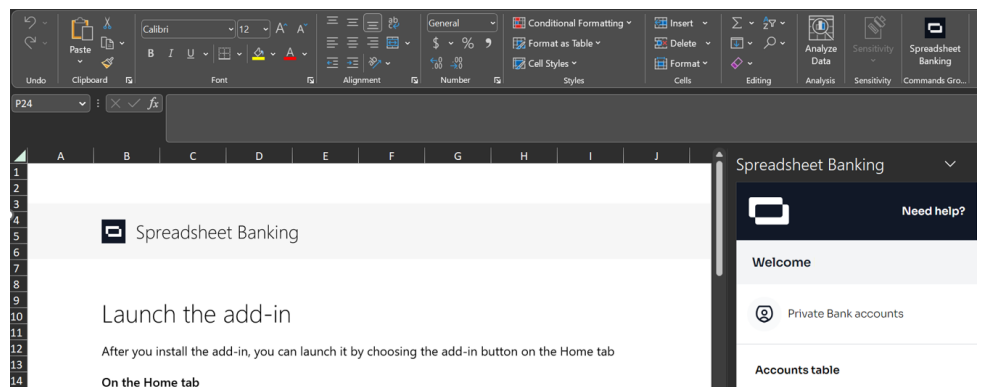 Calibri
12
A^
Aˇ
General
Conditional Formatting
Insert
Paste
B I U
A
$ % 9
Format as Table
Delete
Cell Styles
Format
Analyze Data
Sensitivity
Spreadsheet Banking
Undo
Clipboard
Font
Alignment
Number
Styles
Cells
Editing
Analysis
Sensitivity
Commands Gro...
P24
fx
A B C D E F G H I J
1
2
3
4
5
6
7
8
9
10
11
12
13
14
Spreadsheet Banking
Launch the add-in
After you install the add-in, you can launch it by choosing the add-in button on the Home tab
On the Home tab
Spreadsheet Banking
Need help?
Welcome
Private Bank accounts
Accounts table